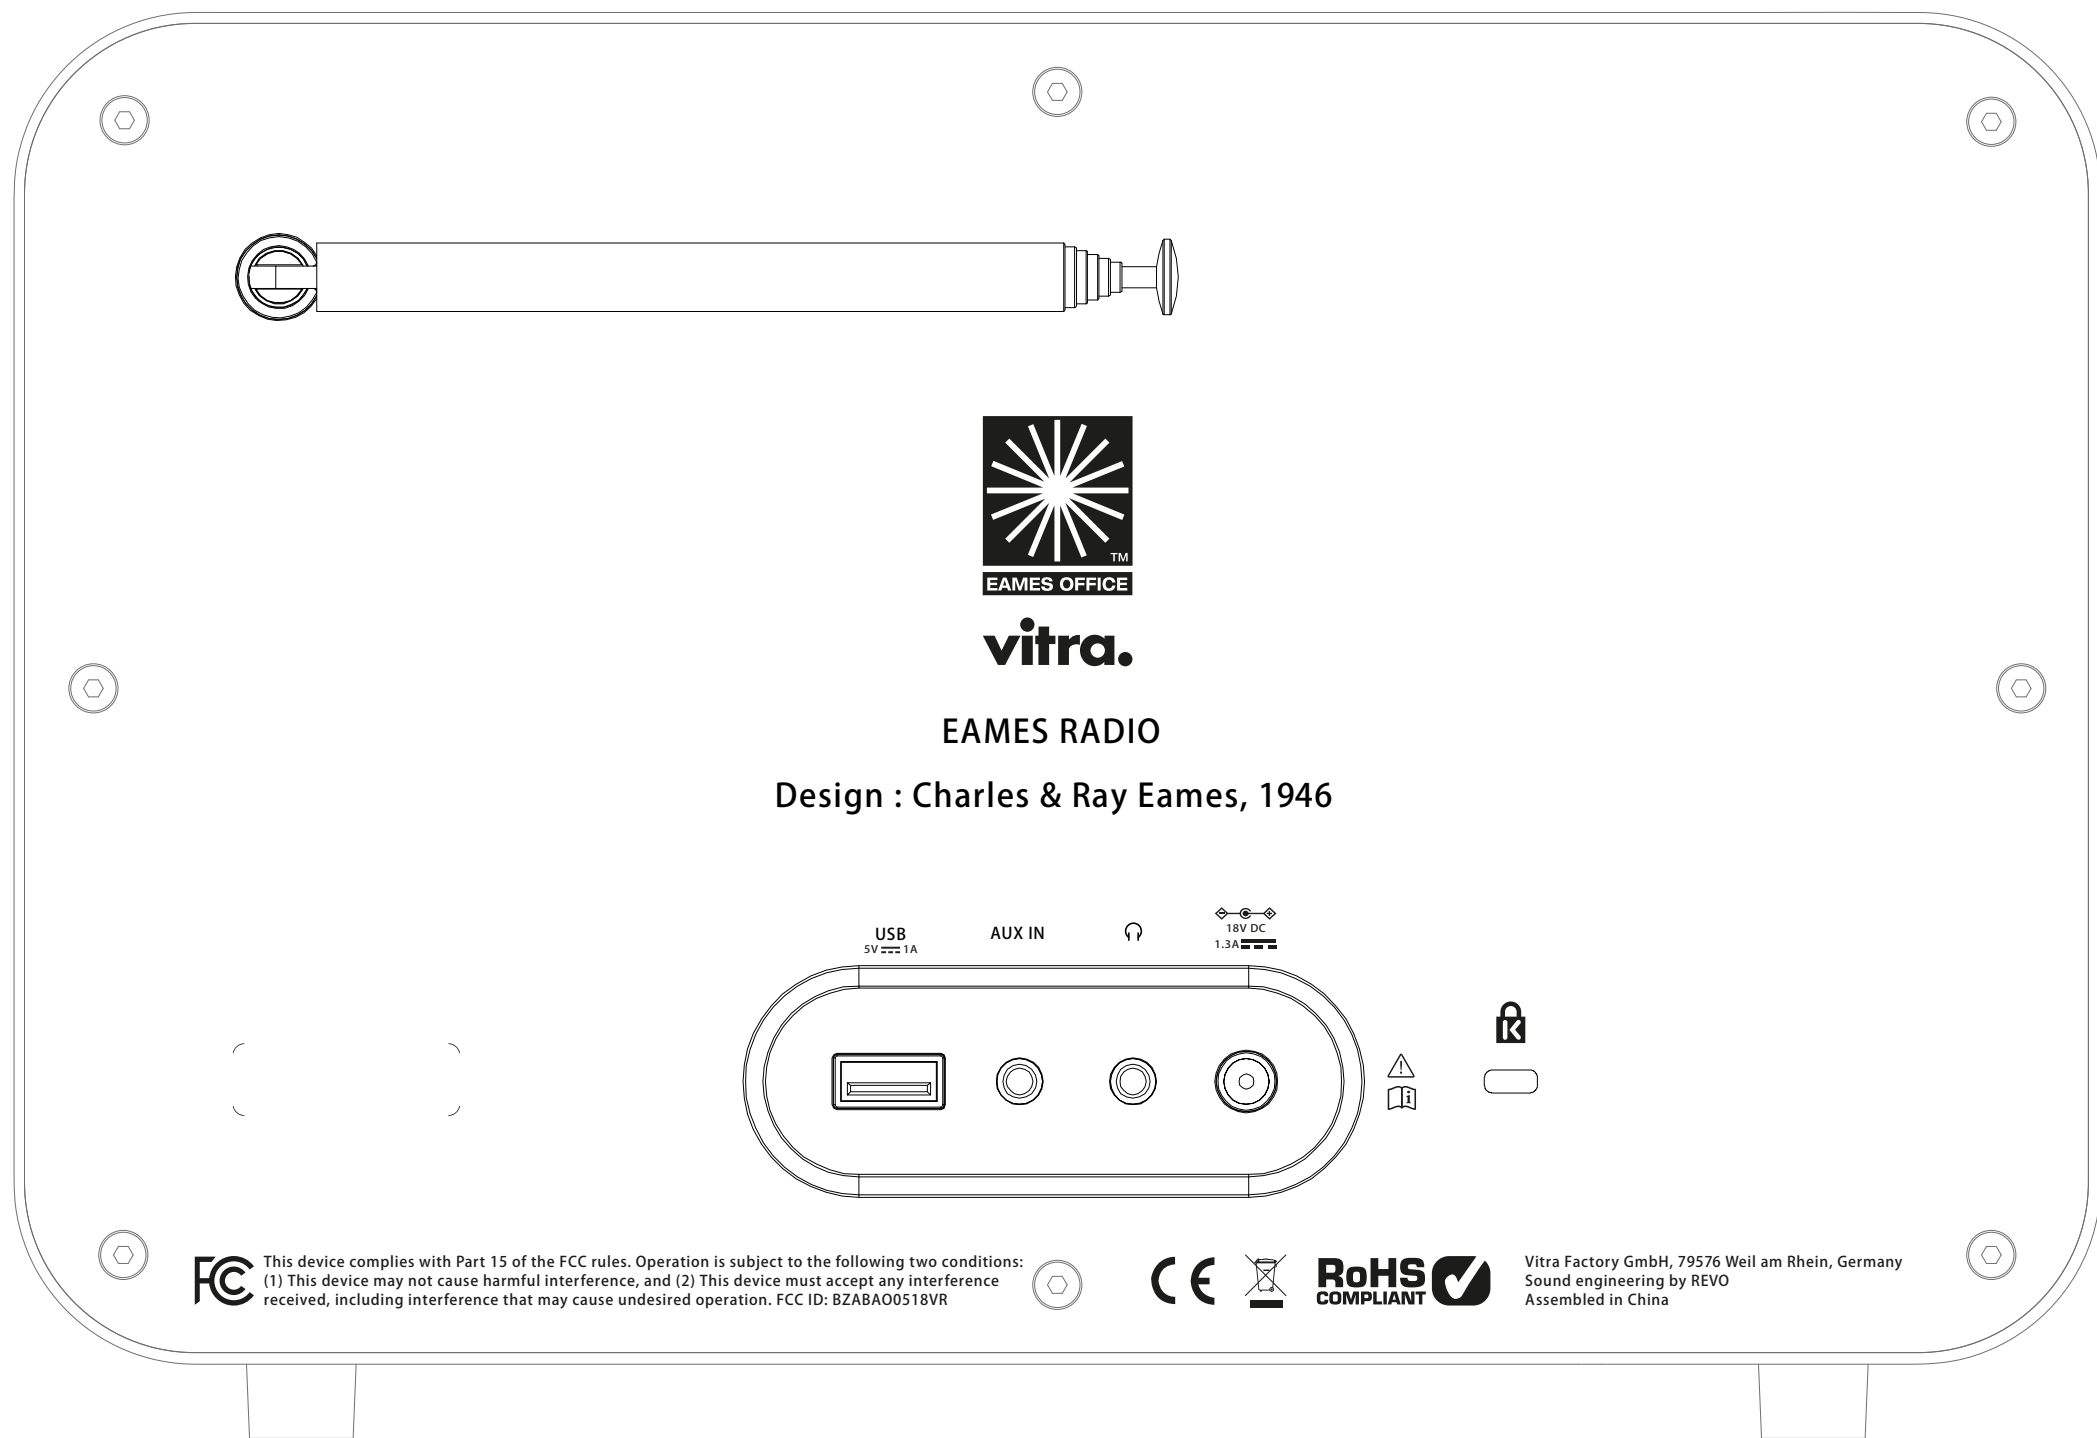 TM
EAMES OFFICE
vitra.
EAMES RADIO
Design : Charles & Ray Eames, 1946
USB
5V 1A
AUX IN
18V DC
1.3A
K
i
FC This device complies with Part 15 of the FCC rules. Operation is subject to the following two conditions:
(1) This device may not cause harmful interference, and (2) This device must accept any interference
received, including interference that may cause undesired operation. FCC ID: BZABAO0518VR
CE
RoHS
COMPLIANT
Vitra Factory GmbH, 79576 Weil am Rhein, Germany
Sound engineering by REVO
Assembled in China